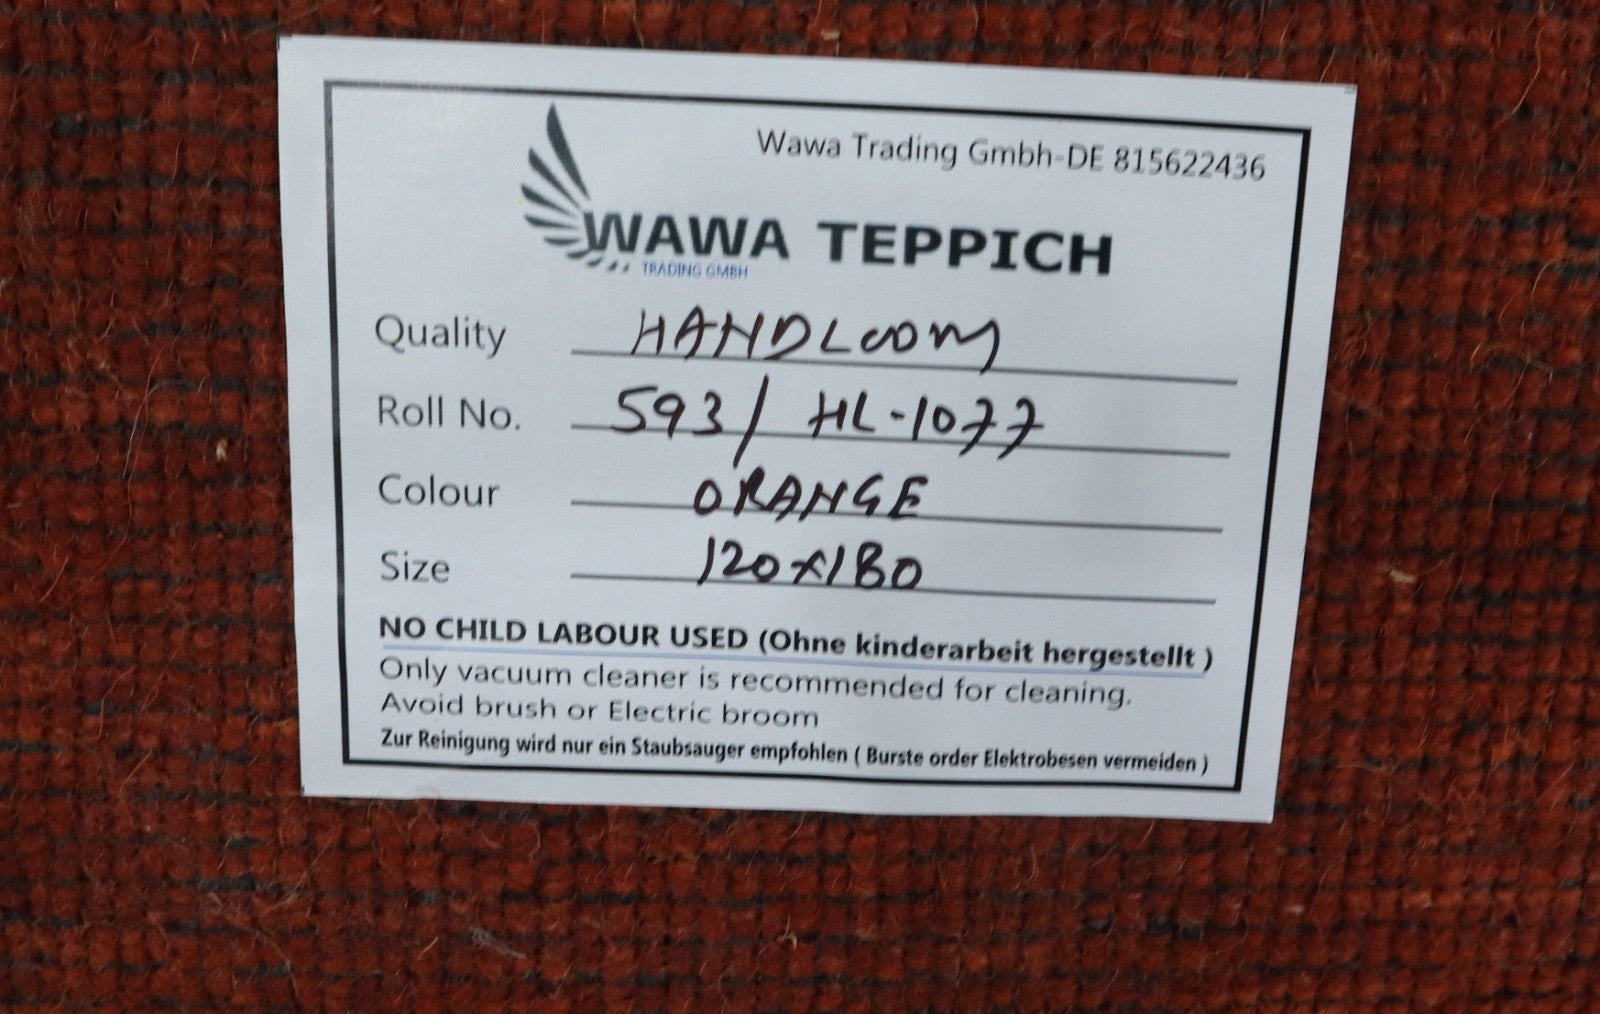 Wawa Trading Gmbh-DE 815622436
WAWA TEPPICH
TRADING GMBH
Quality HANDLOOM
Roll No. 593/ HL-1077
Colour ORANGE
Size 120x180
NO CHILD LABOUR USED (Ohne kinderarbeit hergestellt )
Only vacuum cleaner is recommended for cleaning.
Avoid brush or Electric broom
Zur Reinigung wird nur ein Staubsauger empfohlen ( Burste order Elektrobesen vermeiden )